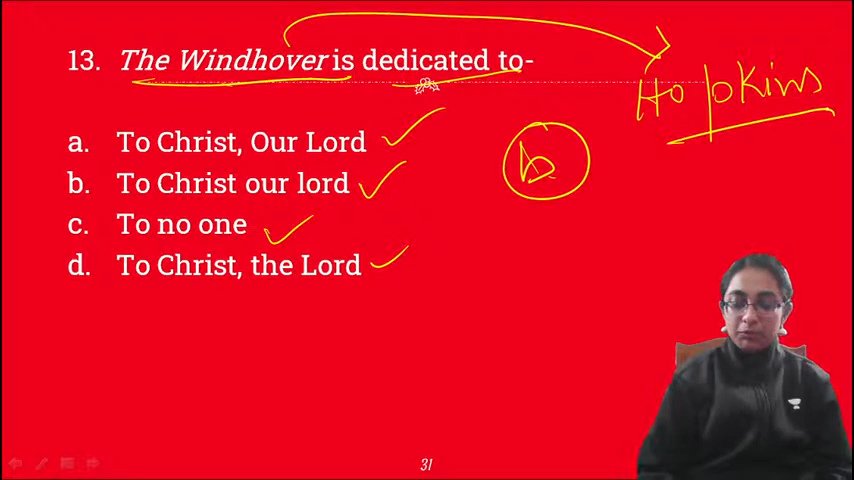 13. The Windhover is dedicated to-
Hopkins
a. To Christ, Our Lord
b. To Christ our lord
b
c. To no one
d. To Christ, the Lord
31